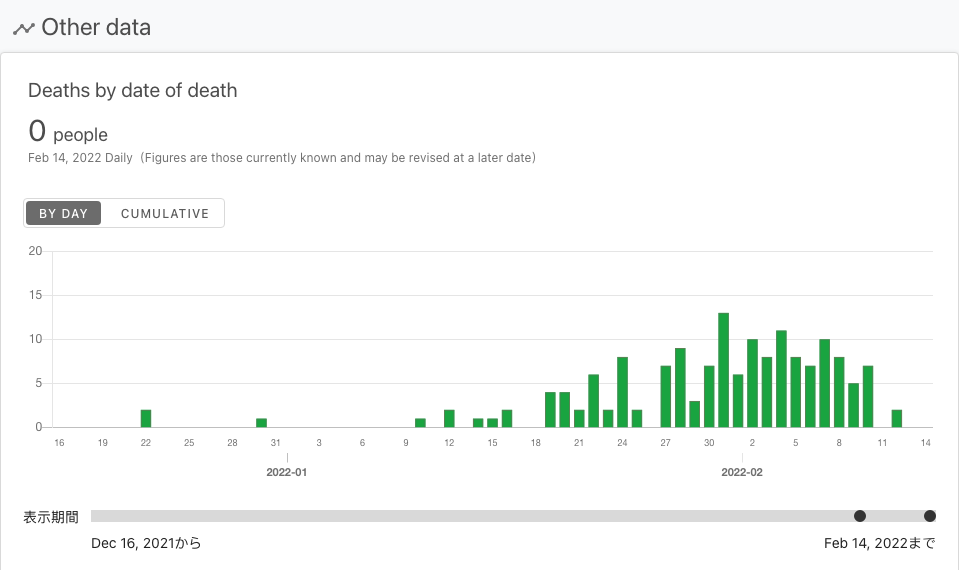 Other data
Deaths by date of death
0 people
Feb 14, 2022 Daily (Figures are those currently known and may be revised at a later date)
BY DAY CUMULATIVE
20
15
10
5
0
16 19 22 25 28 31 3 6 9 12 15 18 21 24 27 30 2 5 8 11 14
2022-01 2022-02
表示期間
Dec 16, 2021から Feb 14, 2022まで